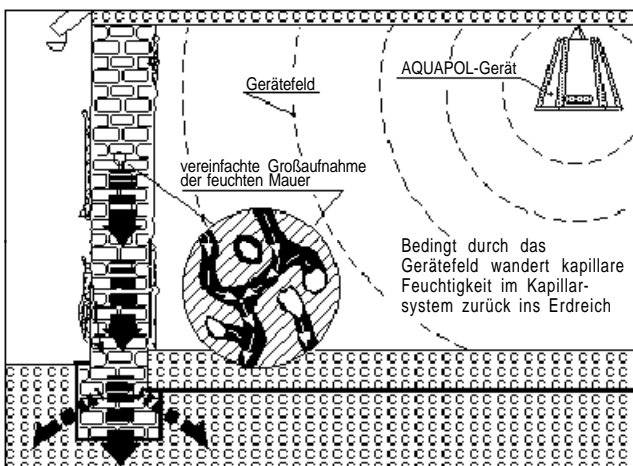 Gerätefeld
AQUAPOL-Gerät
vereinfachte Großaufnahme
der feuchten Mauer
Bedingt durch das
Gerätefeld wandert kapillare
Feuchtigkeit im Kapillar-
system zurück ins Erdreich